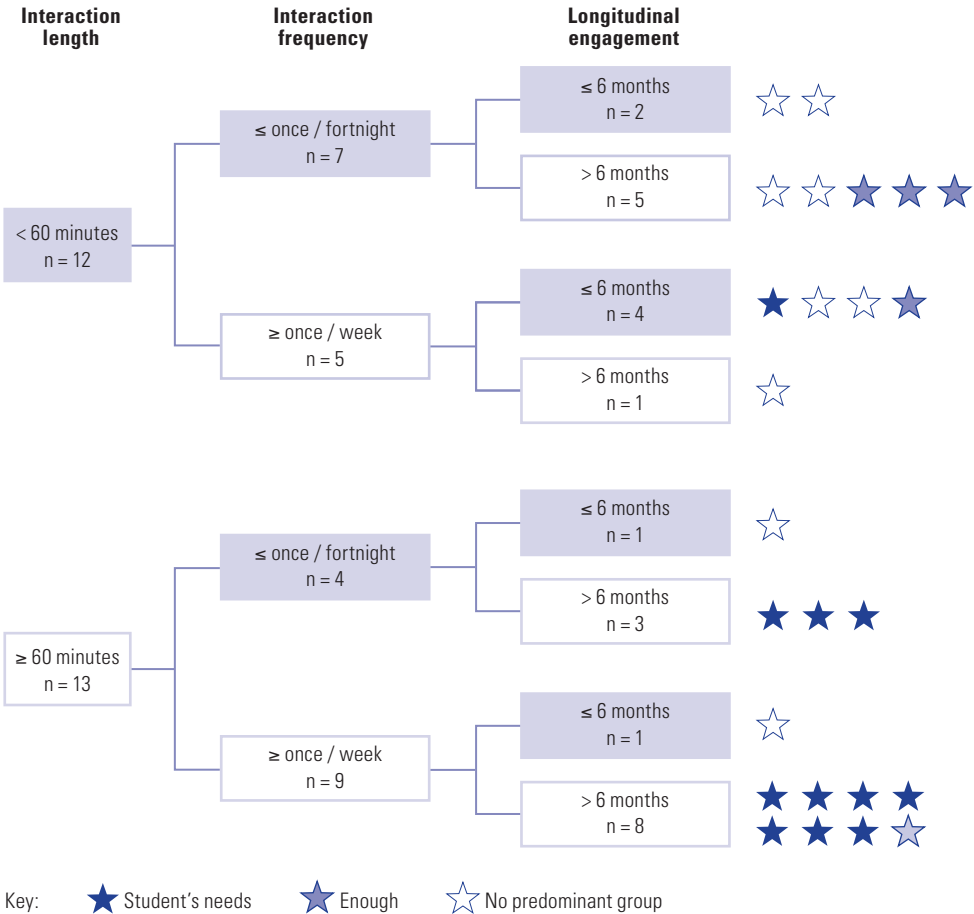 Interaction
length
Interaction
frequency
Longitudinal
engagement
< 60 minutes
n = 12
≤ once / fortnight
n = 7
≤ 6 months
n = 2
> 6 months
n = 5
≥ once / week
n = 5
≤ 6 months
n = 4
> 6 months
n = 1
≥ 60 minutes
n = 13
≤ once / fortnight
n = 4
≤ 6 months
n = 1
> 6 months
n = 3
≥ once / week
n = 9
≤ 6 months
n = 1
> 6 months
n = 8
Key: Student's needs Enough No predominant group